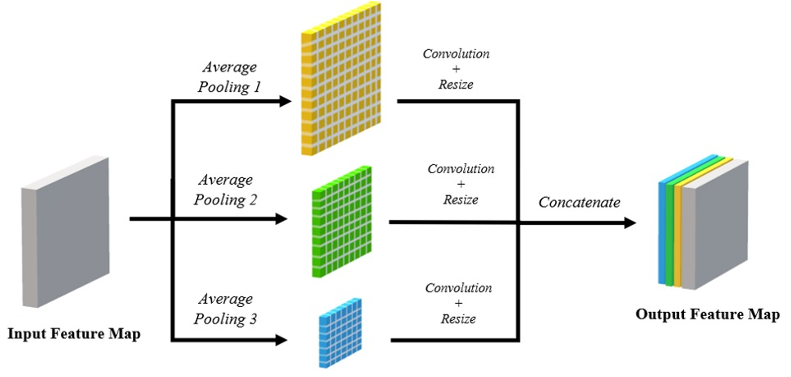 Average
Pooling 1
Convolution
+
Resize
Average
Pooling 2
Convolution
+
Resize
Concatenate
Average
Pooling 3
Convolution
+
Resize
Input Feature Map
Output Feature Map